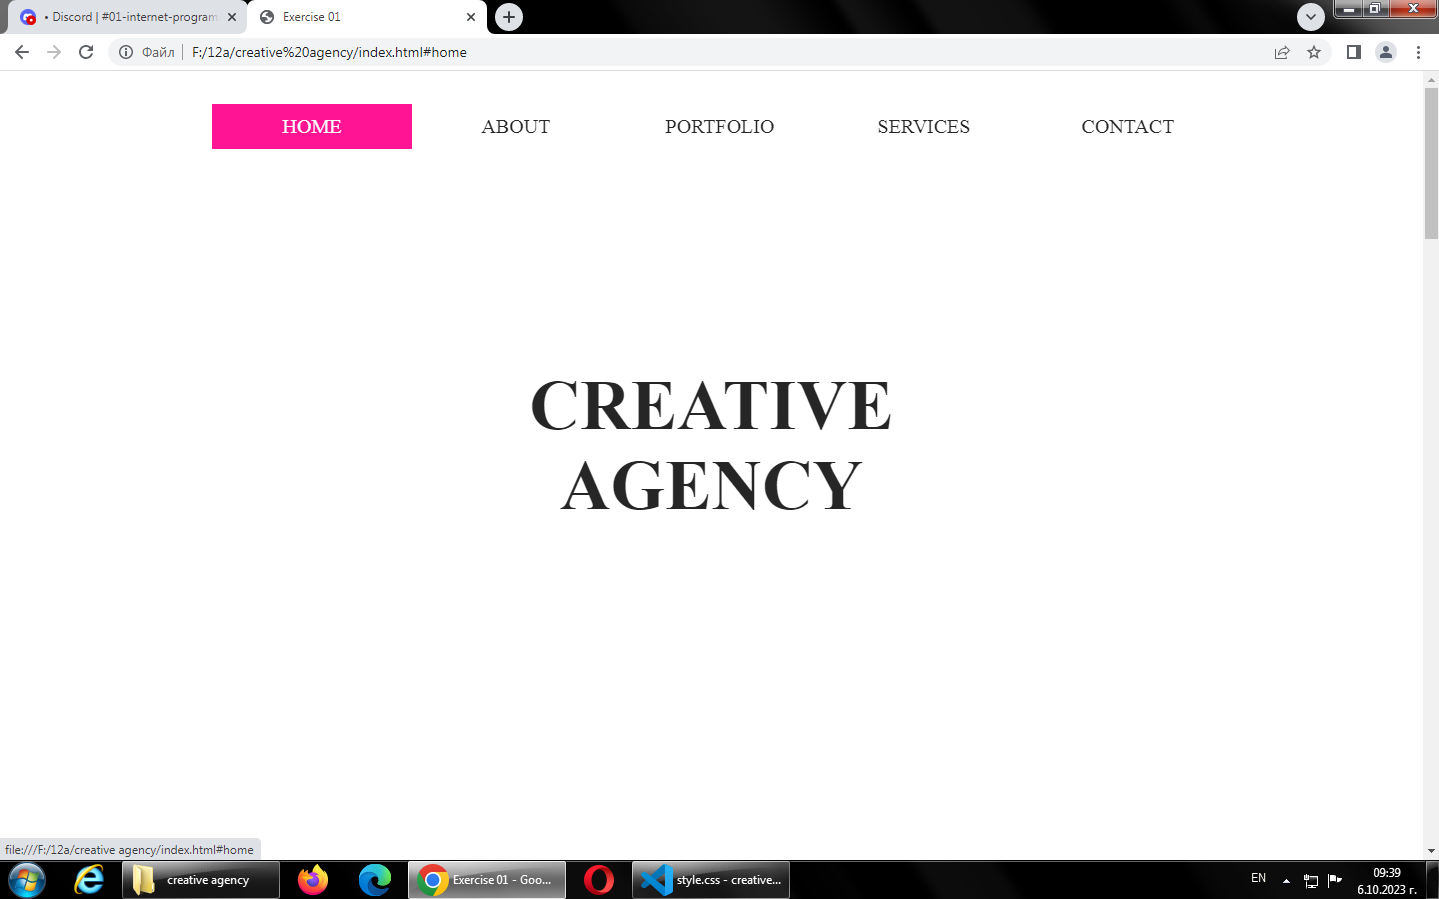 • Discord | #01-internet-program
Exercise 01
Файл
F:/12a/creative%20agency/index.html#home
HOME
ABOUT
PORTFOLIO
SERVICES
CONTACT
CREATIVE
AGENCY
file:///F:/12a/creative agency/index.html#home
creative agency
Exercise 01 - Goo...
style.css - creative...
EN
09:39
6.10.2023 г.